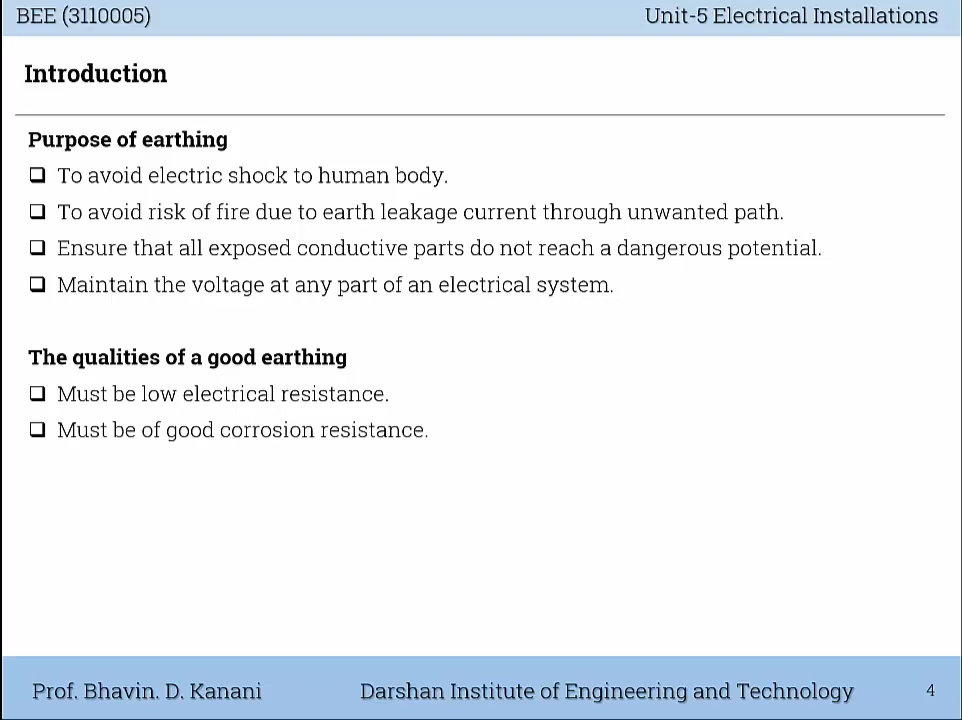 BEE (3110005) Unit-5 Electrical Installations
Introduction
Purpose of earthing
❑ To avoid electric shock to human body.
❑ To avoid risk of fire due to earth leakage current through unwanted path.
❑ Ensure that all exposed conductive parts do not reach a dangerous potential.
❑ Maintain the voltage at any part of an electrical system.
The qualities of a good earthing
❑ Must be low electrical resistance.
❑ Must be of good corrosion resistance.
Prof. Bhavin. D. Kanani Darshan Institute of Engineering and Technology 4